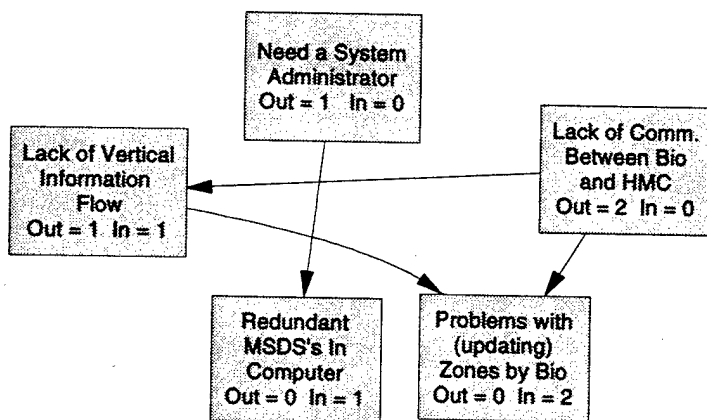 Need a System
Administrator
Out = 1 In = 0
Lack of Vertical
Information
Flow
Out = 1 In = 1
Lack of Comm.
Between Bio
and HMC
Out = 2 In = 0
Redundant
MSDS's In
Computer
Out = 0 In = 1
Problems with
(updating)
Zones by Bio
Out = 0 In = 2